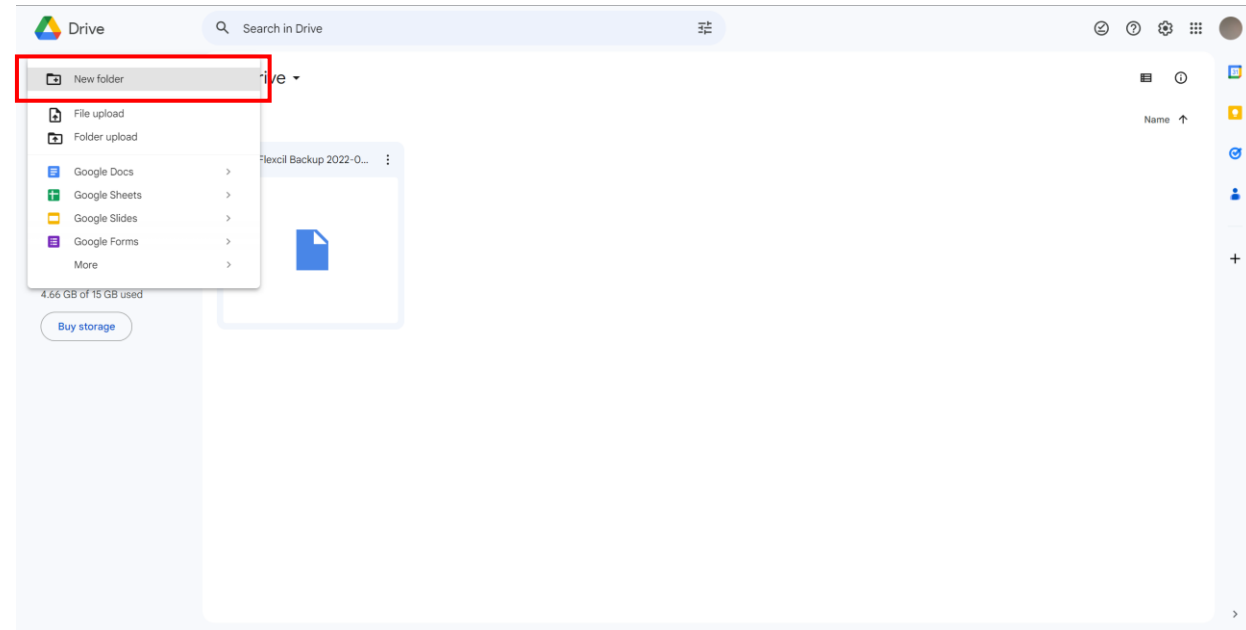 Drive
Search in Drive
New folder
rive
File upload
Folder upload
Name
Flexcil Backup 2022-0...
Google Docs
Google Sheets
Google Slides
Google Forms
More
4.66 GB of 15 GB used
Buy storage
31